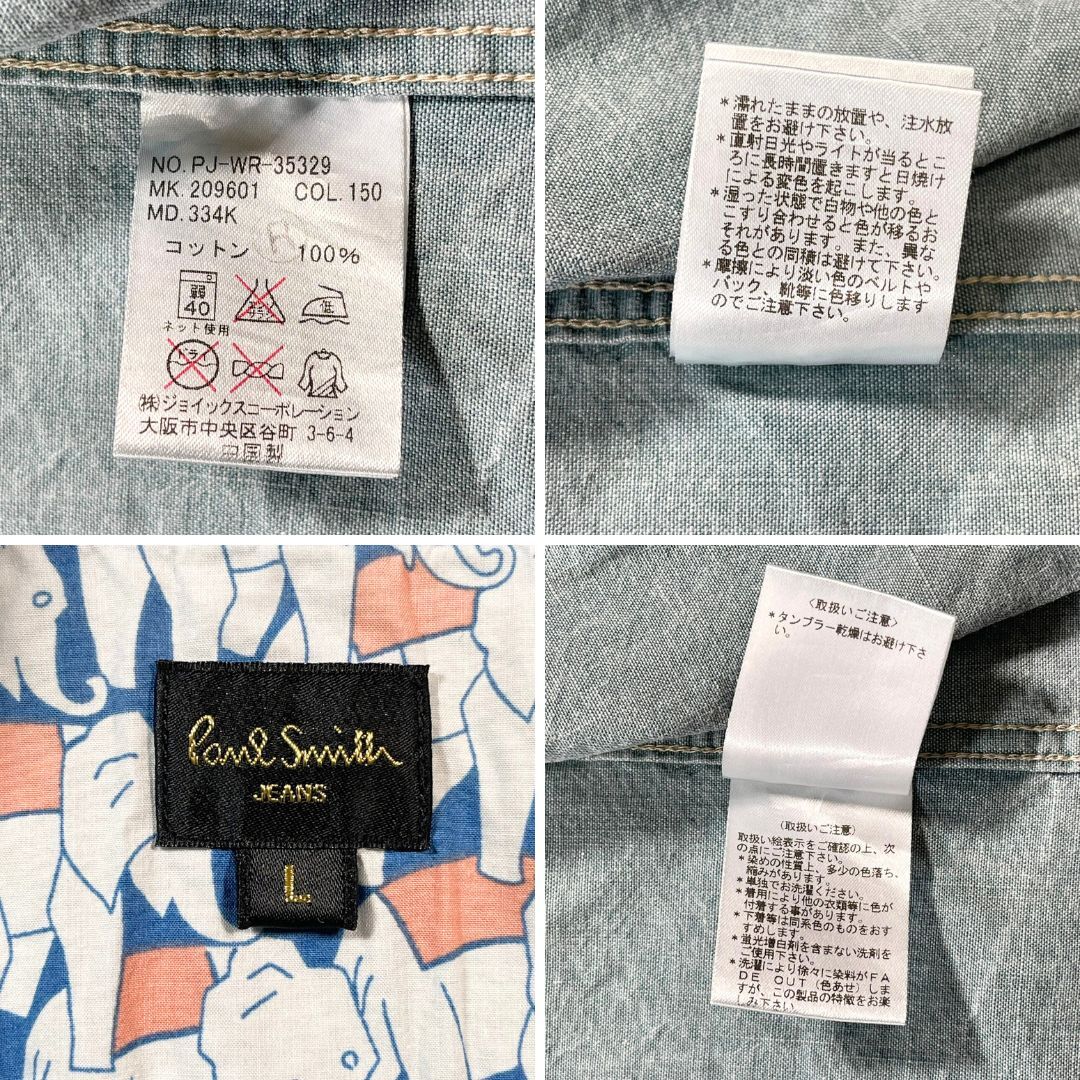 NO. PJ-WR-35329
MK. 209601 COL. 150
MD. 334K
コットン 100%
弱
40
ネット使用
エンソ
サラシ
低
ドライ
㈱ジョイックスコーポレーション
大阪市中央区谷町 3-6-4
中国製
*濡れたままの放置や、注水放
置をお避け下さい。
*直射日光やライトが当るとこ
ろに長時間置きますと日焼け
による変色を起こします。
*湿った状態で白物や他の色と
こすり合わせると色が移るお
それがあります。また、異な
る色との同積は避けて下さい。
*摩擦により淡い色のベルトや
バック、靴等に色移りします
のでご注意下さい。
Paul Smith
JEANS
L
〈取扱いご注意〉
*タンブラー乾燥はお避け下さ
い。
〈取扱いご注意〉
取扱い絵表示をご確認の上、次
の点にご注意下さい。
*染めの性質上、多少の色落ち、
縮みがあります。
*単独でお洗濯ください。
*着用により他の衣類等に色が
付着する事があります。
*下着等は同系色のものをおす
すめします。
*蛍光増白剤を含まない洗剤を
ご使用下さい。
*洗濯により徐々に染料がFA
DE OUT(色あせ)しま
すが、この製品の特徴をお楽
しみ下さい